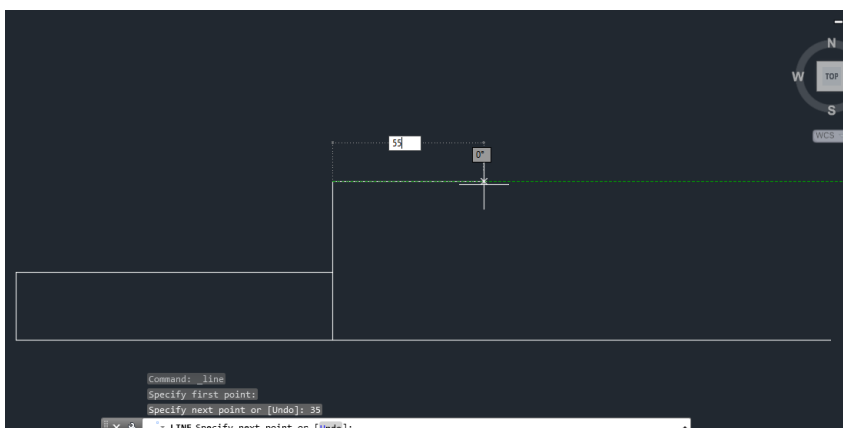 N
W
TOP
S
WCS
55
0°
Command: _line
Specify first point:
Specify next point or [Undo]: 35
LINE Specify next point or [Undo]: